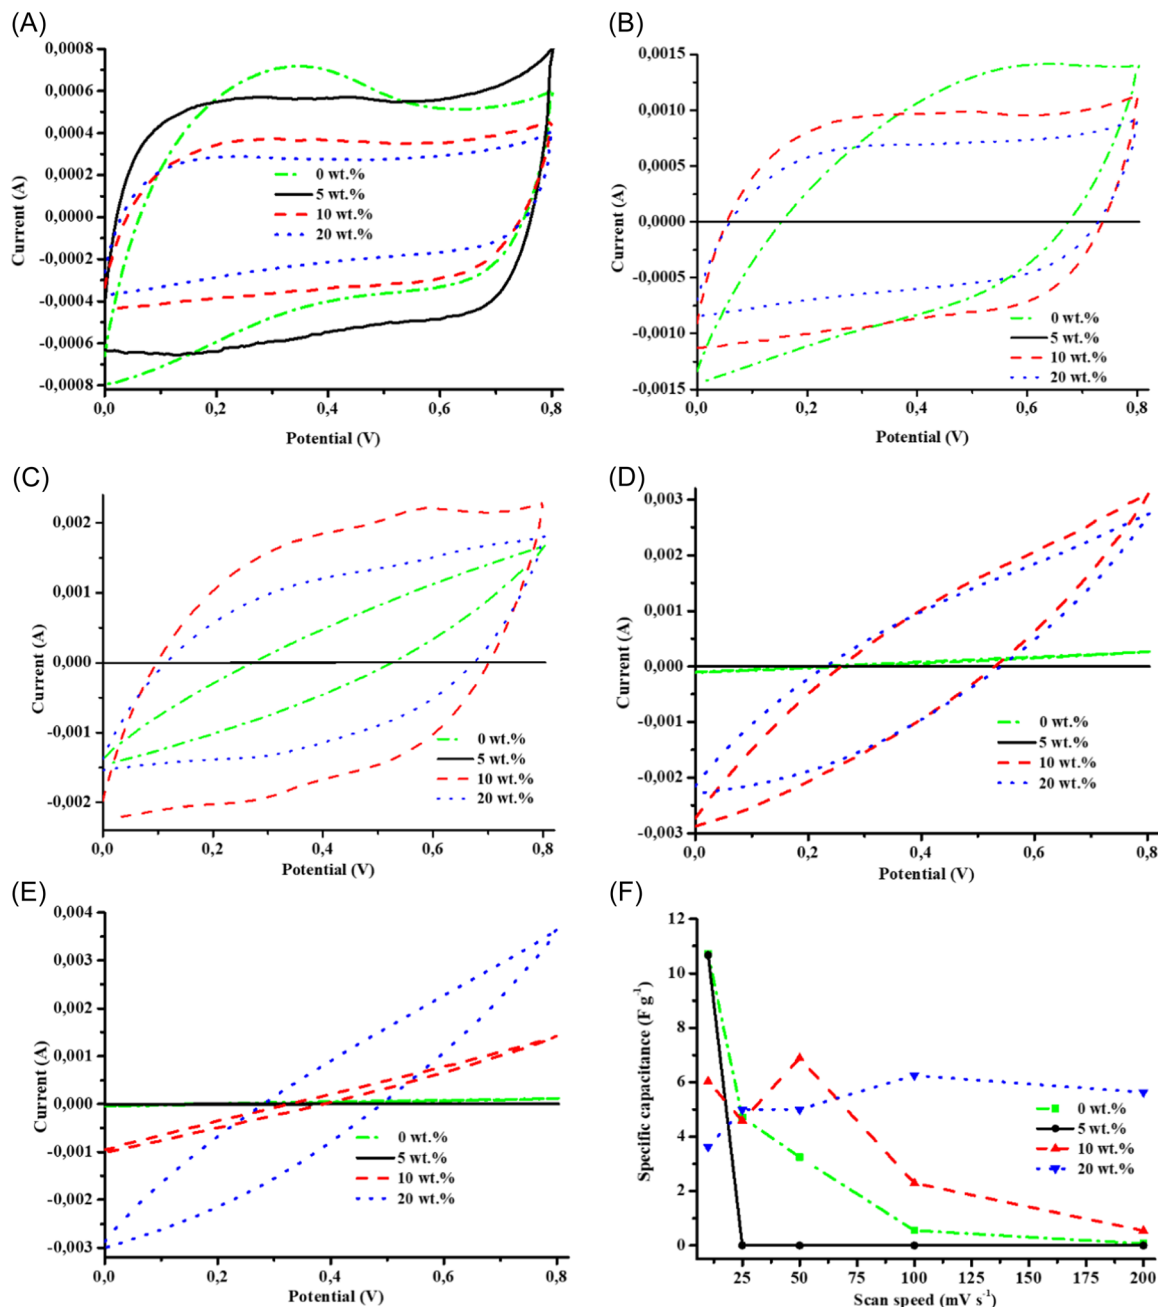 (A)
0,0008
0,0006
0,0004
0,0002
0,0000
-0,0002
-0,0004
-0,0006
-0,0008
Current (A)
0 wt.%
5 wt.%
10 wt.%
20 wt.%
0,0 0,2 0,4 0,6 0,8
Potential (V)
(B)
0,0015
0,0010
0,0005
0,0000
-0,0005
-0,0010
-0,0015
Current (A)
0 wt.%
5 wt.%
10 wt.%
20 wt.%
0,0 0,2 0,4 0,6 0,8
Potential (V)
(C)
0,002
0,001
0,000
-0,001
-0,002
Current (A)
0 wt.%
5 wt.%
10 wt.%
20 wt.%
0,0 0,2 0,4 0,6 0,8
Potential (V)
(D)
0,003
0,002
0,001
0,000
-0,001
-0,002
-0,003
Current (A)
0 wt.%
5 wt.%
10 wt.%
20 wt.%
0,0 0,2 0,4 0,6 0,8
Potential (V)
(E)
0,004
0,003
0,002
0,001
0,000
-0,001
-0,002
-0,003
Current (A)
0 wt.%
5 wt.%
10 wt.%
20 wt.%
0,0 0,2 0,4 0,6 0,8
Potential (V)
(F)
12
10
8
6
4
2
0
Specific capacitance (F g⁻¹)
0 wt.%
5 wt.%
10 wt.%
20 wt.%
25 50 75 100 125 150 175 200
Scan speed (mV s⁻¹)